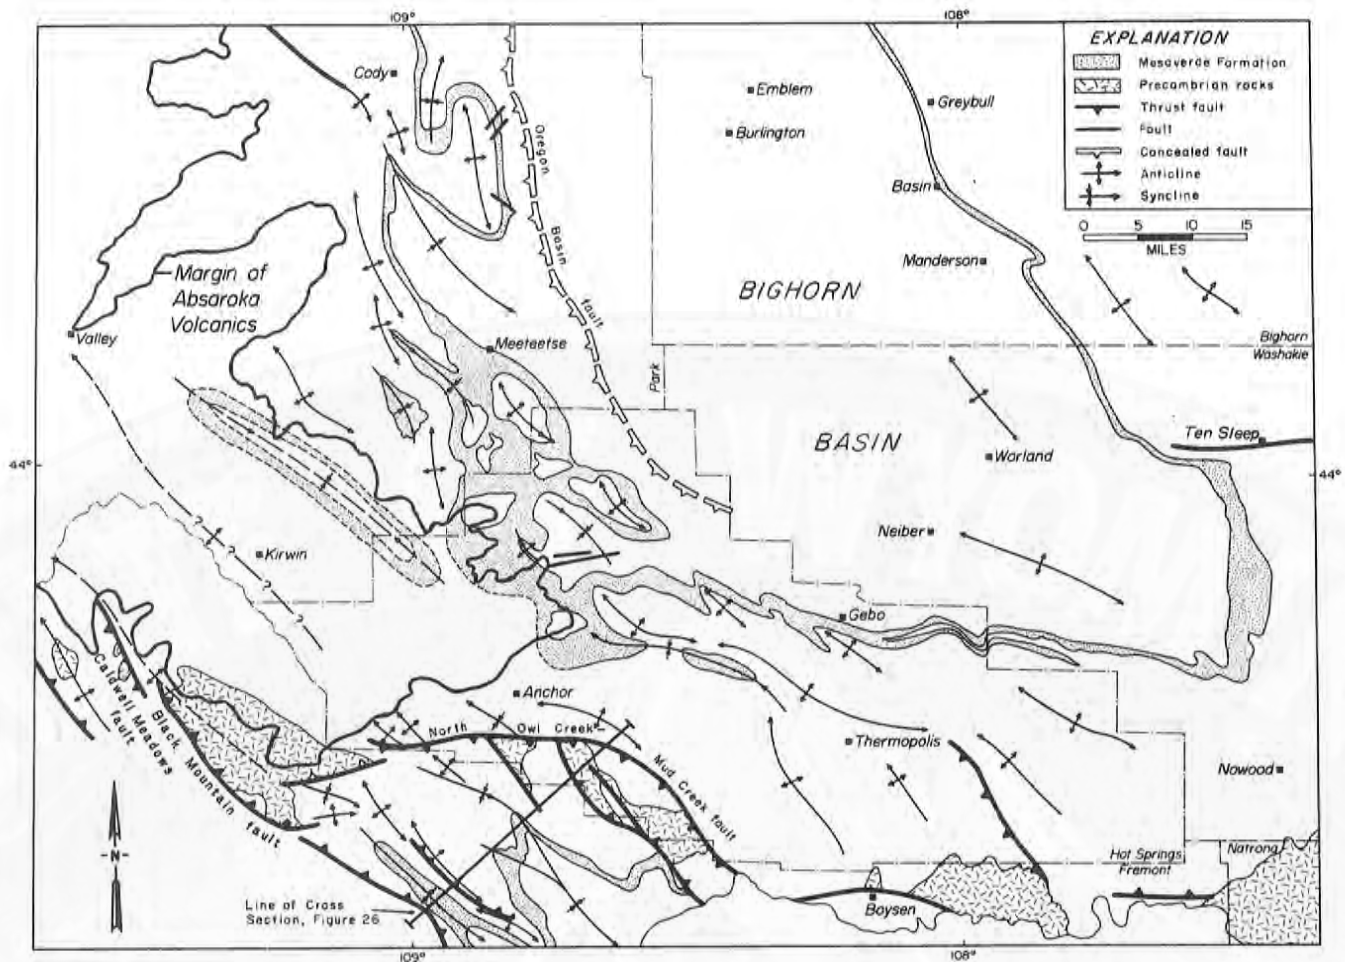 109°
108°
EXPLANATION
Mesaverde Formation
Precambrian rocks
Thrust fault
Fault
Concealed fault
Anticline
Syncline
0 5 10 15
MILES
Cody
Emblem
Greybull
Burlington
Oregon
Basin
fault
Basin
Manderson
Margin of
Absaroka
Volcanics
BIGHORN
Valley
Meeteetse
Bighorn
Washakie
Park
BASIN
Ten Sleep
Worland
44°
44°
Neiber
Kirwin
?
?
?
?
Gebo
Anchor
North Owl Creek
Thermopolis
Caldwell Meadows
fault
Black Mountain fault
Mud Creek
fault
Nowood
N
Hot Springs
Fremont
Natrona
Line of Cross
Section, Figure 26
Boysen
109°
108°